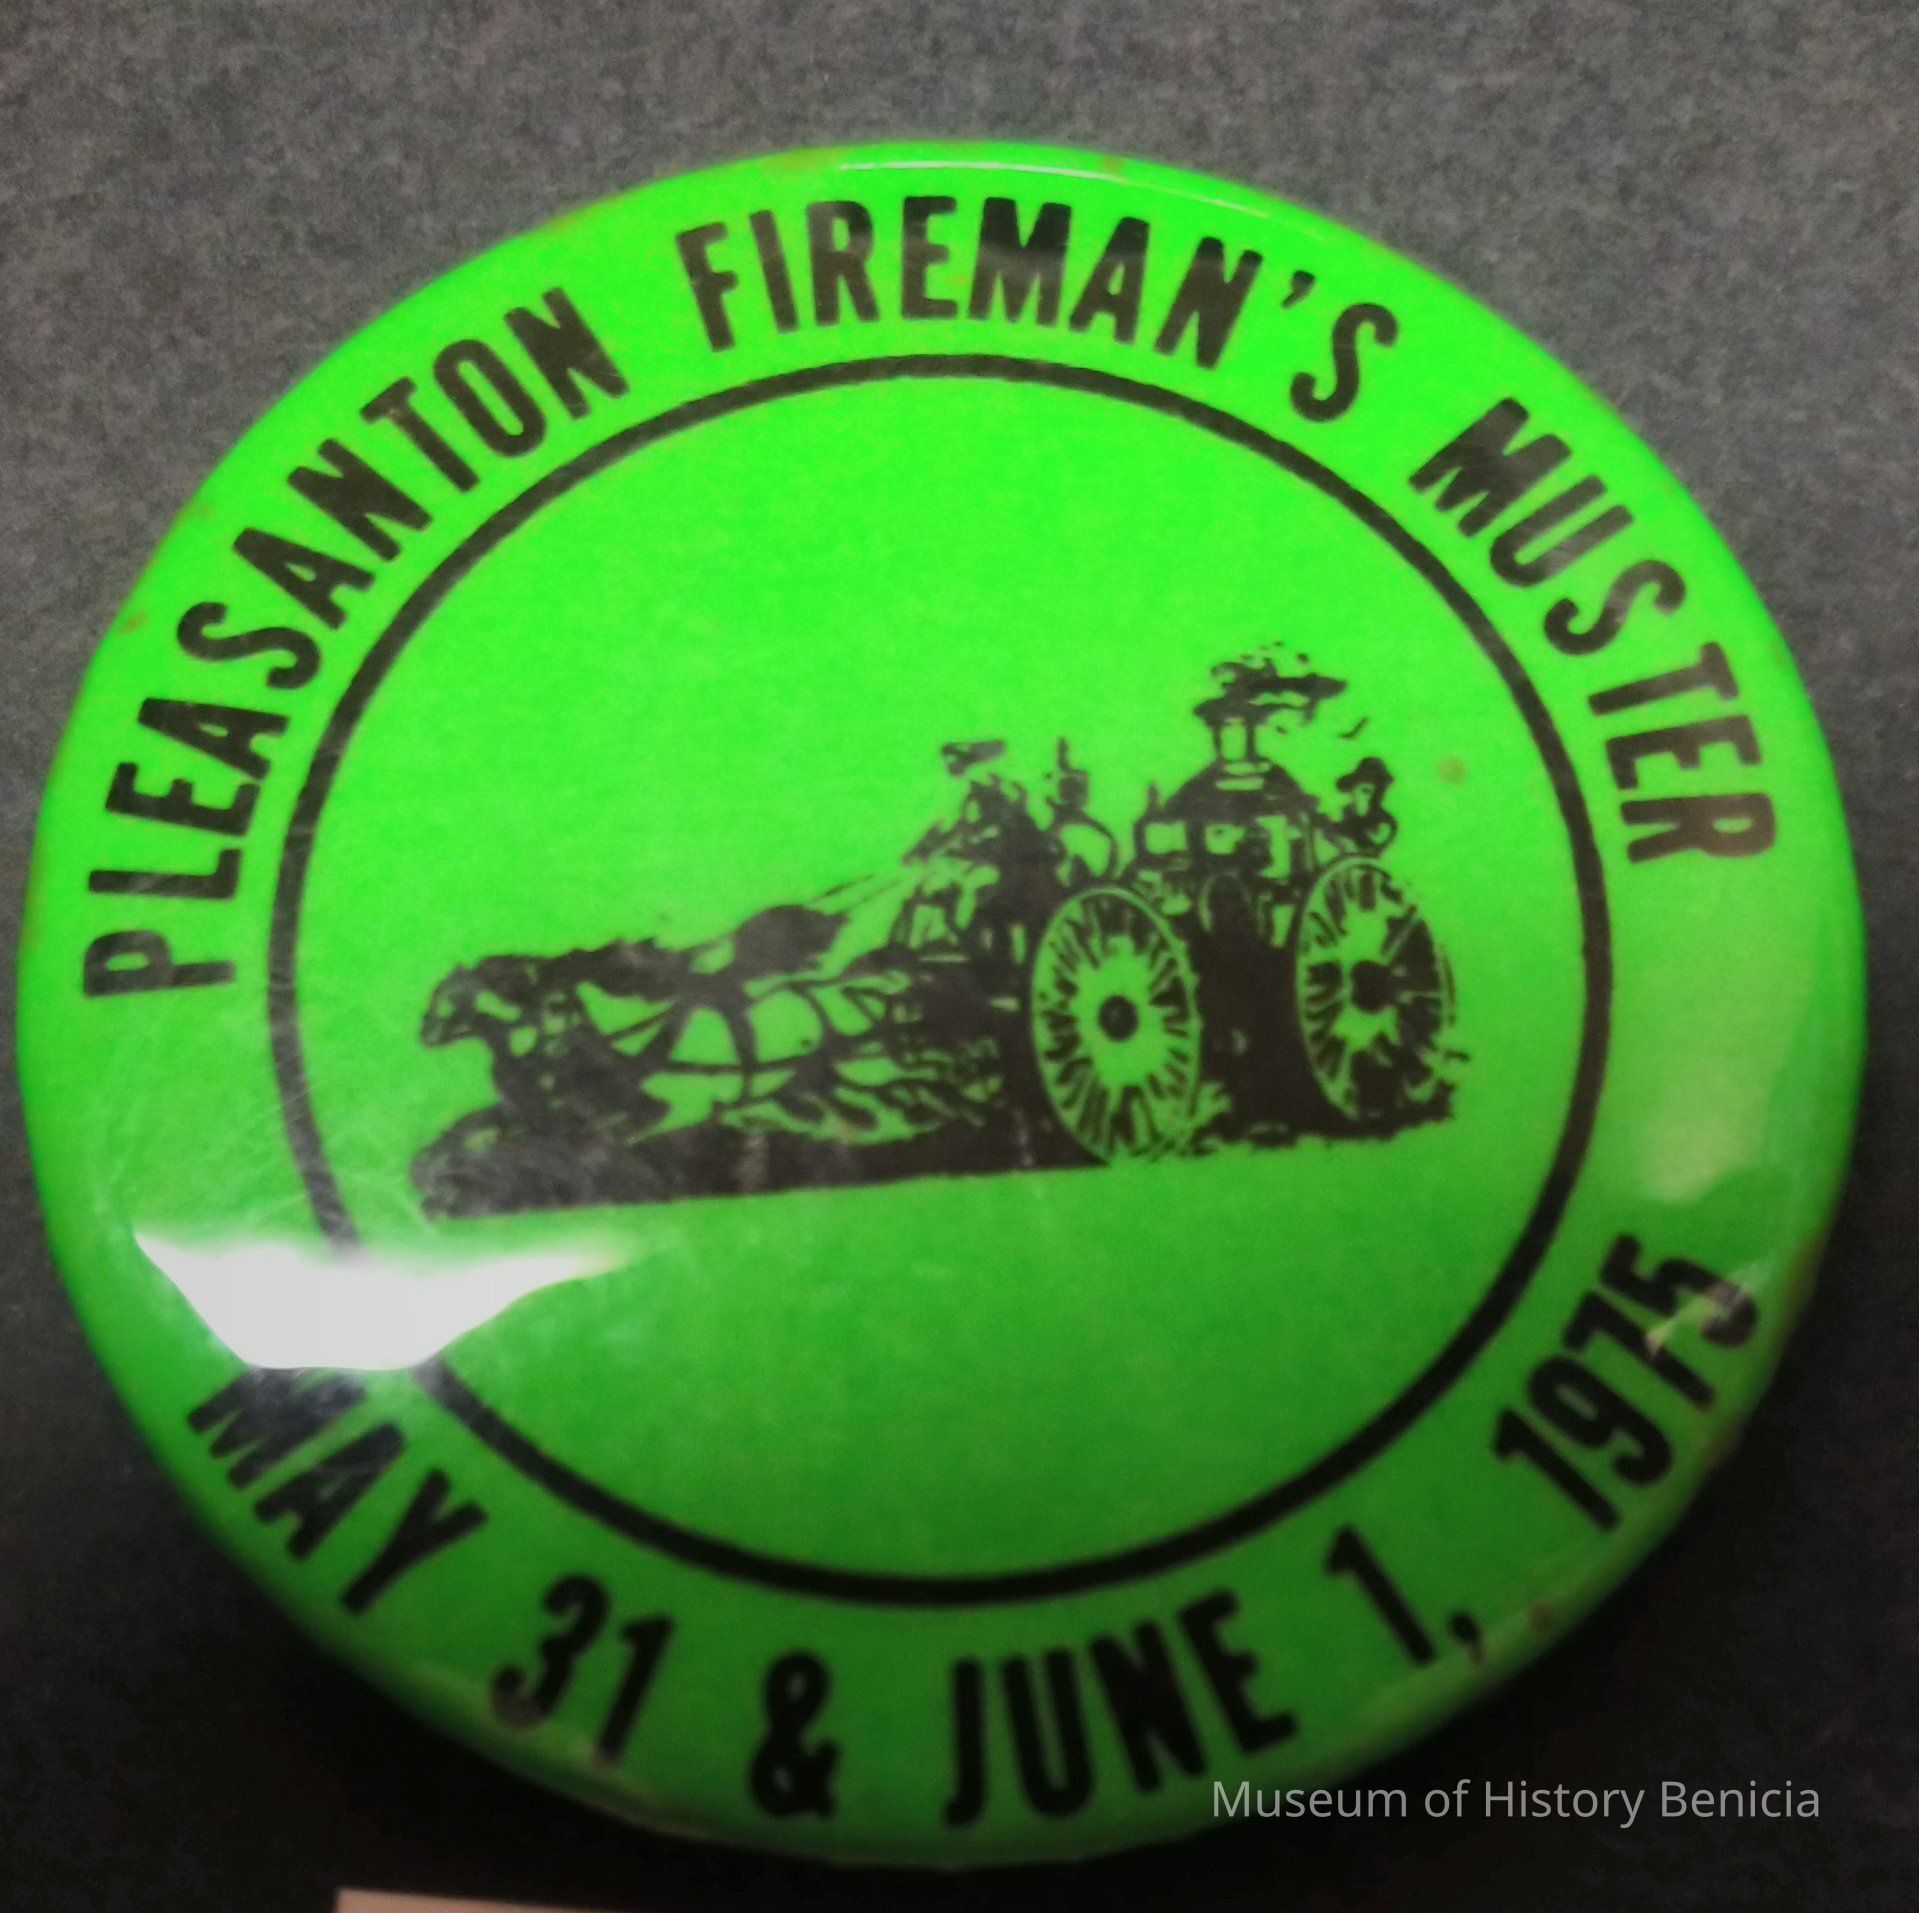 PLEASANTON FIREMAN'S MUSTER
MAY 31 & JUNE 1, 1975
Museum of History Benicia